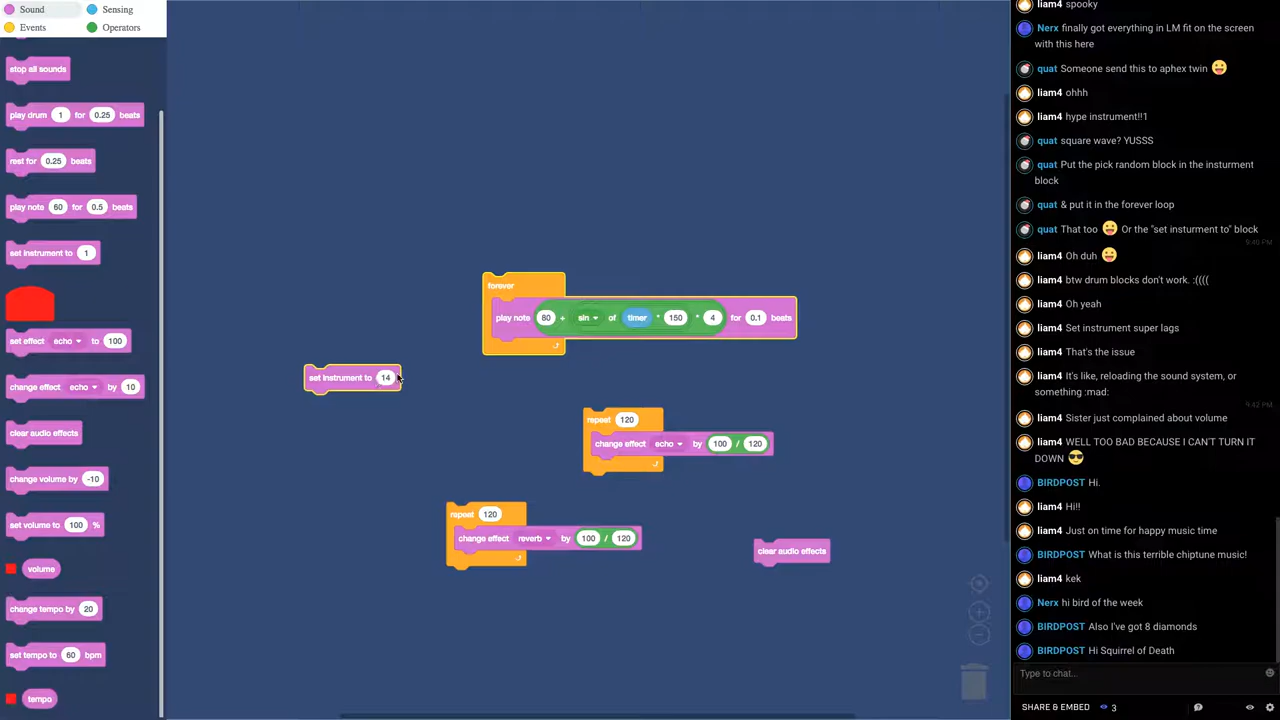 Sound
Sensing
Events
Operators
stop all sounds
play drum 1 for 0.25 beats
rest for 0.25 beats
play note 60 for 0.5 beats
set instrument to 1
set effect echo to 100
change effect echo by 10
clear audio effects
change volume by -10
set volume to 100 %
volume
change tempo by 20
set tempo to 60 bpm
tempo
forever
play note 80 + sin of timer * 150 * 4 for 0.1 beats
set instrument to 14
repeat 120
change effect echo by 100 / 120
repeat 120
change effect reverb by 100 / 120
clear audio effects
liam4 spooky
Nerx finally got everything in LM fit on the screen
with this here
quat Someone send this to aphex twin
liam4 ohhh
liam4 hype instrument!!1
quat square wave? YUSSS
quat Put the pick random block in the insturment
block
quat & put it in the forever loop
quat That too 😛 Or the "set insturment to" block
9:40 PM
liam4 Oh duh 😛
liam4 btw drum blocks don't work. :((((
liam4 Oh yeah
liam4 Set instrument super lags
liam4 That's the issue
liam4 It's like, reloading the sound system, or
something :mad:
9:42 PM
liam4 Sister just complained about volume
liam4 WELL TOO BAD BECAUSE I CAN'T TURN IT
DOWN 😎
BIRDPOST Hi.
liam4 Hi!!
liam4 Just on time for happy music time
BIRDPOST What is this terrible chiptune music!
liam4 kek
Nerx hi bird of the week
BIRDPOST Also I've got 8 diamonds
BIRDPOST Hi Squirrel of Death
Type to chat...
SHARE & EMBED 3